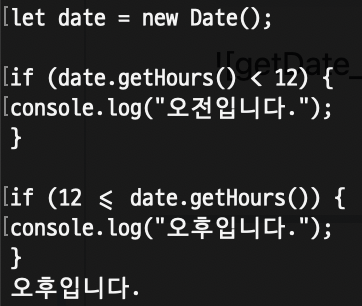 let date = new Date();
if (date.getHours() < 12) {
console.log("오전입니다.");
}
if (12 <= date.getHours()) {
console.log("오후입니다.");
}
오후입니다.